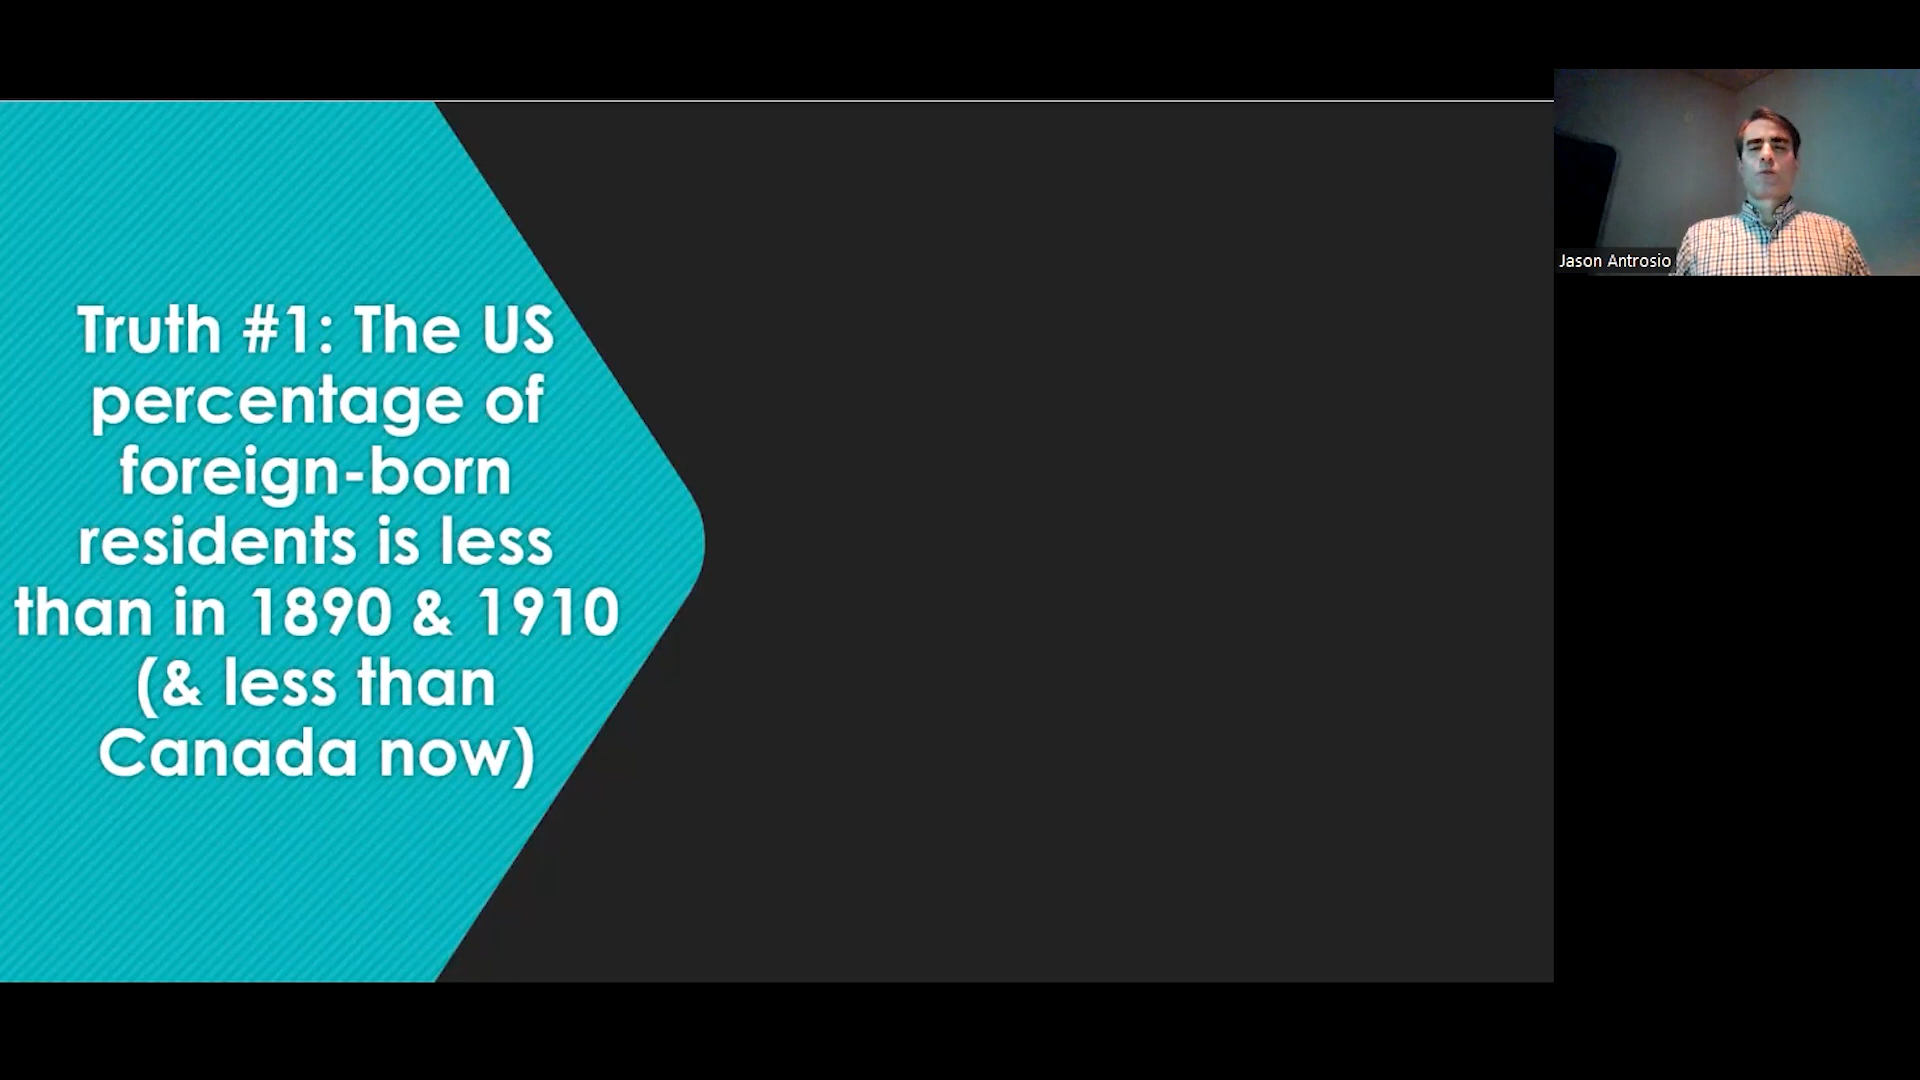 Truth #1: The US
percentage of
foreign-born
residents is less
than in 1890 & 1910
(& less than
Canada now)
Jason Antrosio